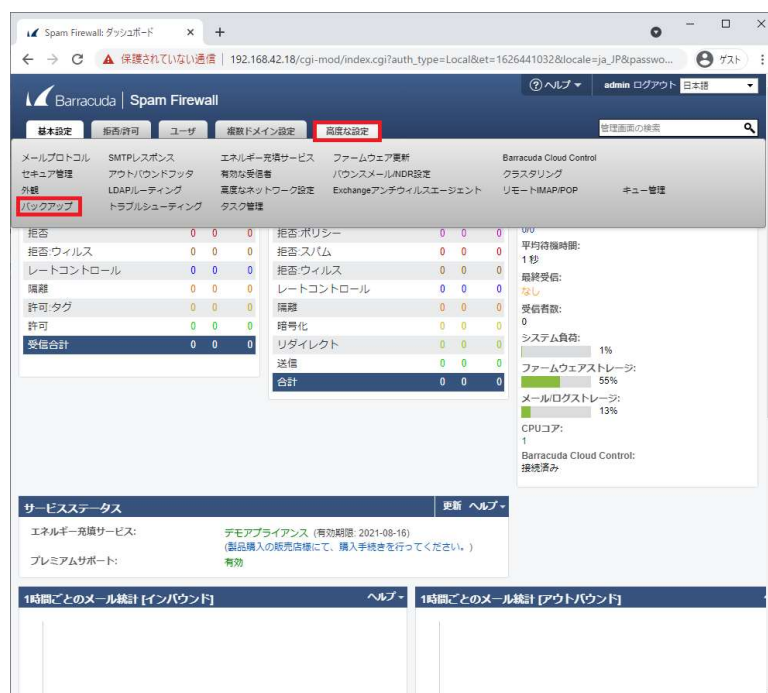 Spam Firewall: ダッシュボード
保護されていない通信 | 192.168.42.18/cgi-mod/index.cgi?auth_type=Local&et=1626441032&locale=ja_JP&passwo... ゲスト
ヘルプ admin ログアウト 日本語
Barracuda | Spam Firewall
基本設定 拒否/許可 ユーザ 複数ドメイン設定 高度な設定 管理画面の検索
メールプロトコル SMTPレスポンス エネルギー充填サービス ファームウェア更新 Barracuda Cloud Control
セキュア管理 アウトバウンドフッタ 有効な受信者 バウンスメール/NDR設定 クラスタリング
外観 LDAPルーティング 高度なネットワーク設定 Exchangeアンチウィルスエージェント リモートIMAP/POP キュー管理
バックアップ トラブルシューティング タスク管理
拒否 0 0 0
拒否:ウィルス 0 0 0
レートコントロール 0 0 0
隔離 0 0 0
許可:タグ 0 0 0
許可 0 0 0
受信合計 0 0 0
拒否:ポリシー 0 0 0
拒否:スパム 0 0 0
拒否:ウィルス 0 0 0
レートコントロール 0 0 0
隔離 0 0 0
暗号化 0 0 0
リダイレクト 0 0 0
送信 0 0 0
合計 0 0 0
0/0
平均待機時間:
1 秒
最終受信:
なし
受信者数:
0
システム負荷:
1%
ファームウェアストレージ:
55%
メール/ログストレージ:
13%
CPUコア:
1
Barracuda Cloud Control:
接続済み
サービスステータス 更新 ヘルプ
エネルギー充填サービス: デモアプライアンス (有効期限: 2021-08-16)
(製品購入の販売店様にて、購入手続きを行ってください。)
プレミアムサポート: 有効
1時間ごとのメール統計 [インバウンド] ヘルプ
1時間ごとのメール統計 [アウトバウンド]